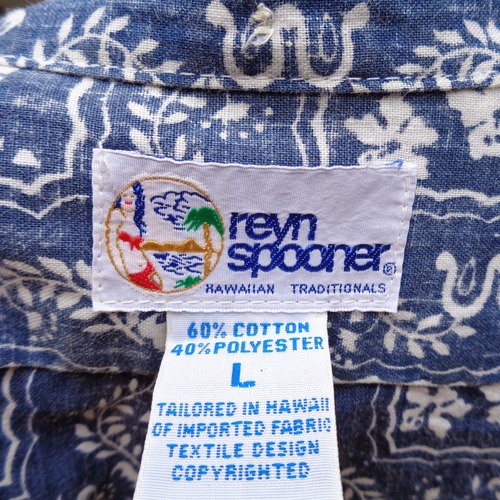 reyn
spooner®
HAWAIIAN TRADITIONALS
60% COTTON
40% POLYESTER
L
TAILORED IN HAWAII
OF IMPORTED FABRIC
TEXTILE DESIGN
COPYRIGHTED